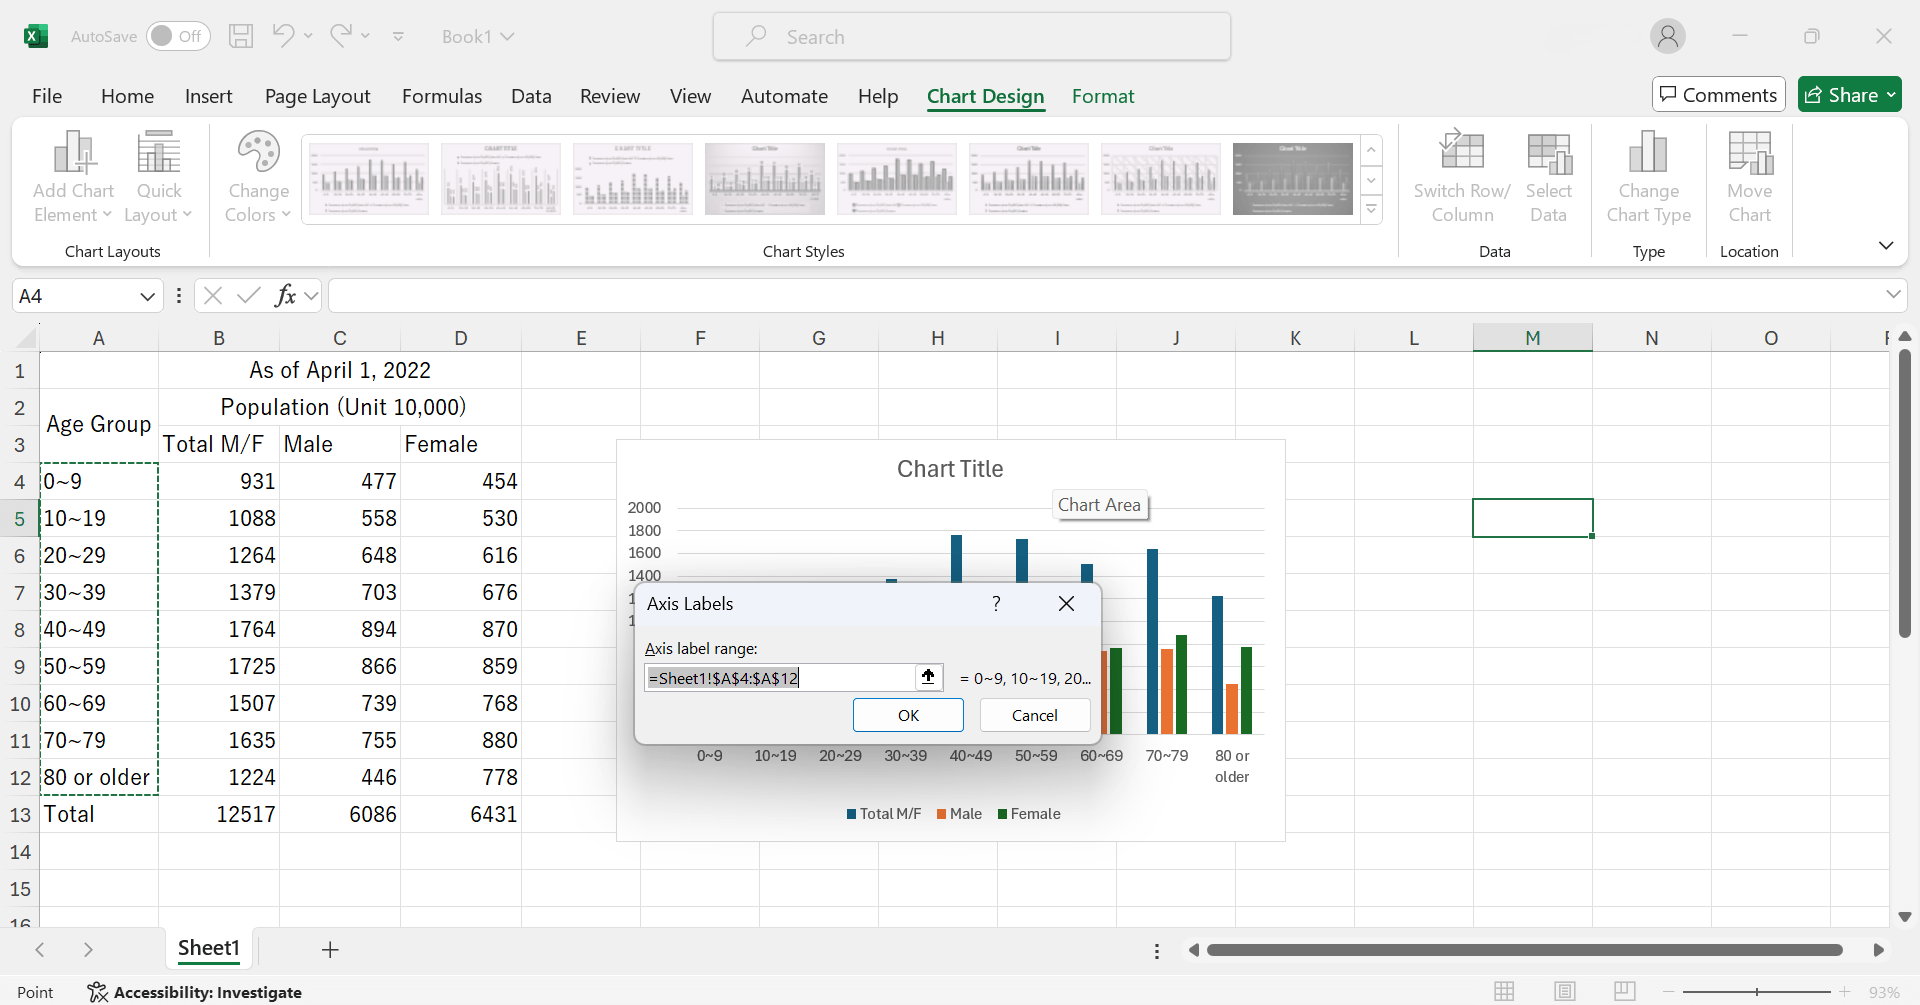 AutoSave Off Book1 Search
File Home Insert Page Layout Formulas Data Review View Automate Help Chart Design Format Comments Share
Add Chart Element
Quick Layout
Change Colors
Switch Row/ Column
Select Data
Change Chart Type
Move Chart
Chart Layouts Chart Styles Data Type Location
A4 fx
A B C D E F G H I J K L M N O
1 As of April 1, 2022
2 Population (Unit 10,000)
Age Group
3 Total M/F Male Female
4 0~9 931 477 454
5 10~19 1088 558 530
6 20~29 1264 648 616
7 30~39 1379 703 676
8 40~49 1764 894 870
9 50~59 1725 866 859
10 60~69 1507 739 768
11 70~79 1635 755 880
12 80 or older 1224 446 778
13 Total 12517 6086 6431
14
15
16
Chart Title
Chart Area
2000
1800
1600
1400
Axis Labels ?
Axis label range:
=Sheet1!$A$4:$A$12 = 0~9, 10~19, 20...
OK Cancel
0~9 10~19 20~29 30~39 40~49 50~59 60~69 70~79 80 or
older
Total M/F Male Female
Sheet1
Point Accessibility: Investigate 93%